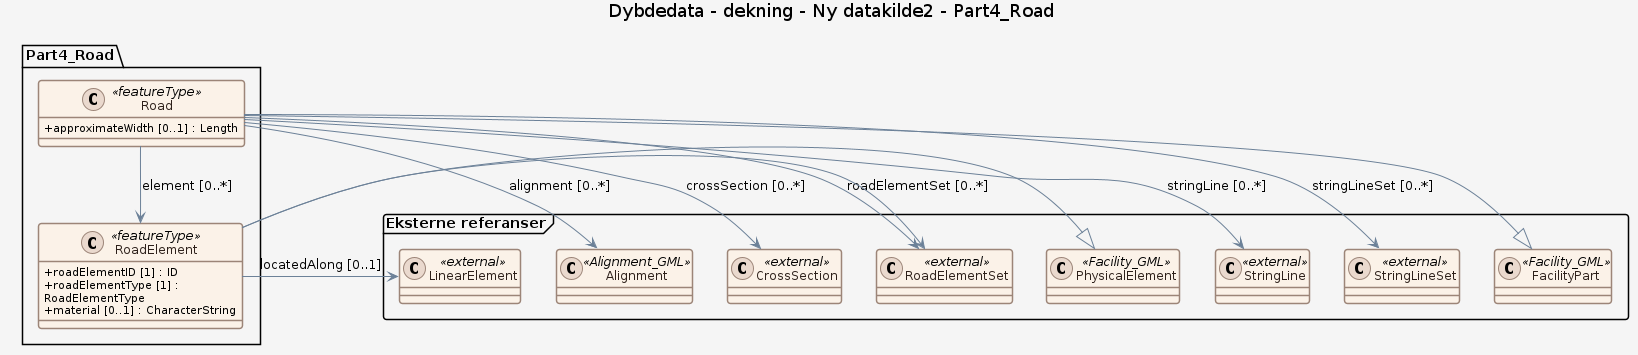 Dybdedata - dekning - Ny datakilde2 - Part4_Road
Part4_Road
C
«featureType»
Road
+approximateWidth [0..1] : Length
element [0..*]
alignment [0..*]
crossSection [0..*]
roadElementSet [0..*]
stringLine [0..*]
stringLineSet [0..*]
C
«featureType»
RoadElement
+roadElementID [1] : ID
+roadElementType [1] :
RoadElementType
+material [0..1] : CharacterString
locatedAlong [0..1]
Eksterne referanser
C
«external»
LinearElement
C
«Alignment_GML»
Alignment
C
«external»
CrossSection
C
«external»
RoadElementSet
C
«Facility_GML»
PhysicalElement
C
«external»
StringLine
C
«external»
StringLineSet
C
«Facility_GML»
FacilityPart